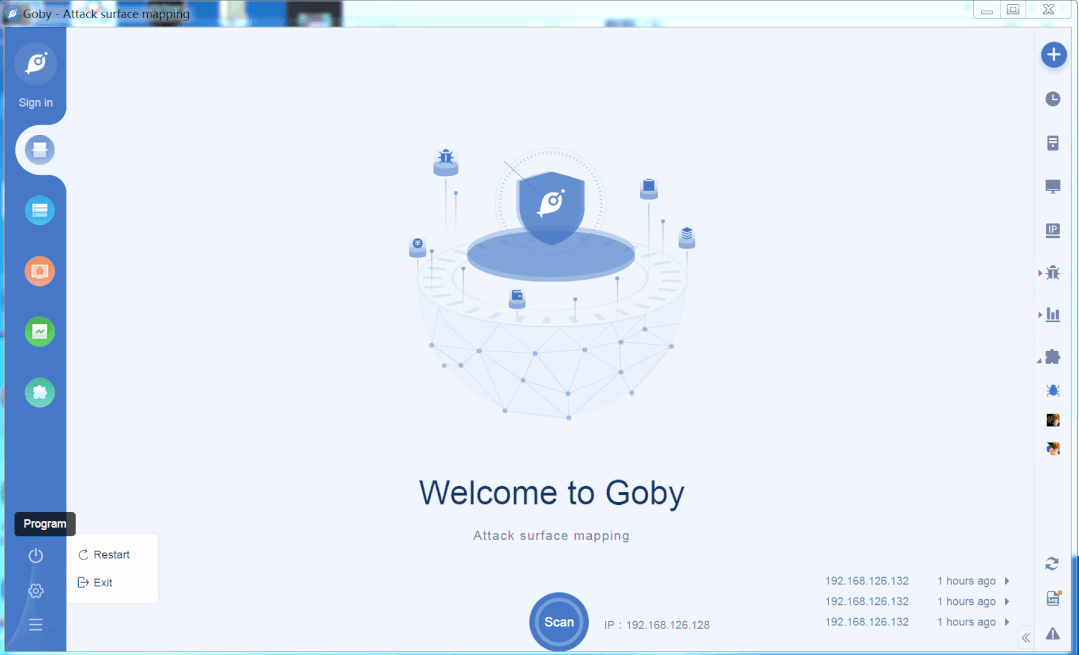 Goby - Attack surface mapping
Sign in
IP
Welcome to Goby
Attack surface mapping
Program
Restart
Exit
192.168.126.132 1 hours ago
192.168.126.132 1 hours ago
192.168.126.132 1 hours ago
Scan
IP : 192.168.126.128